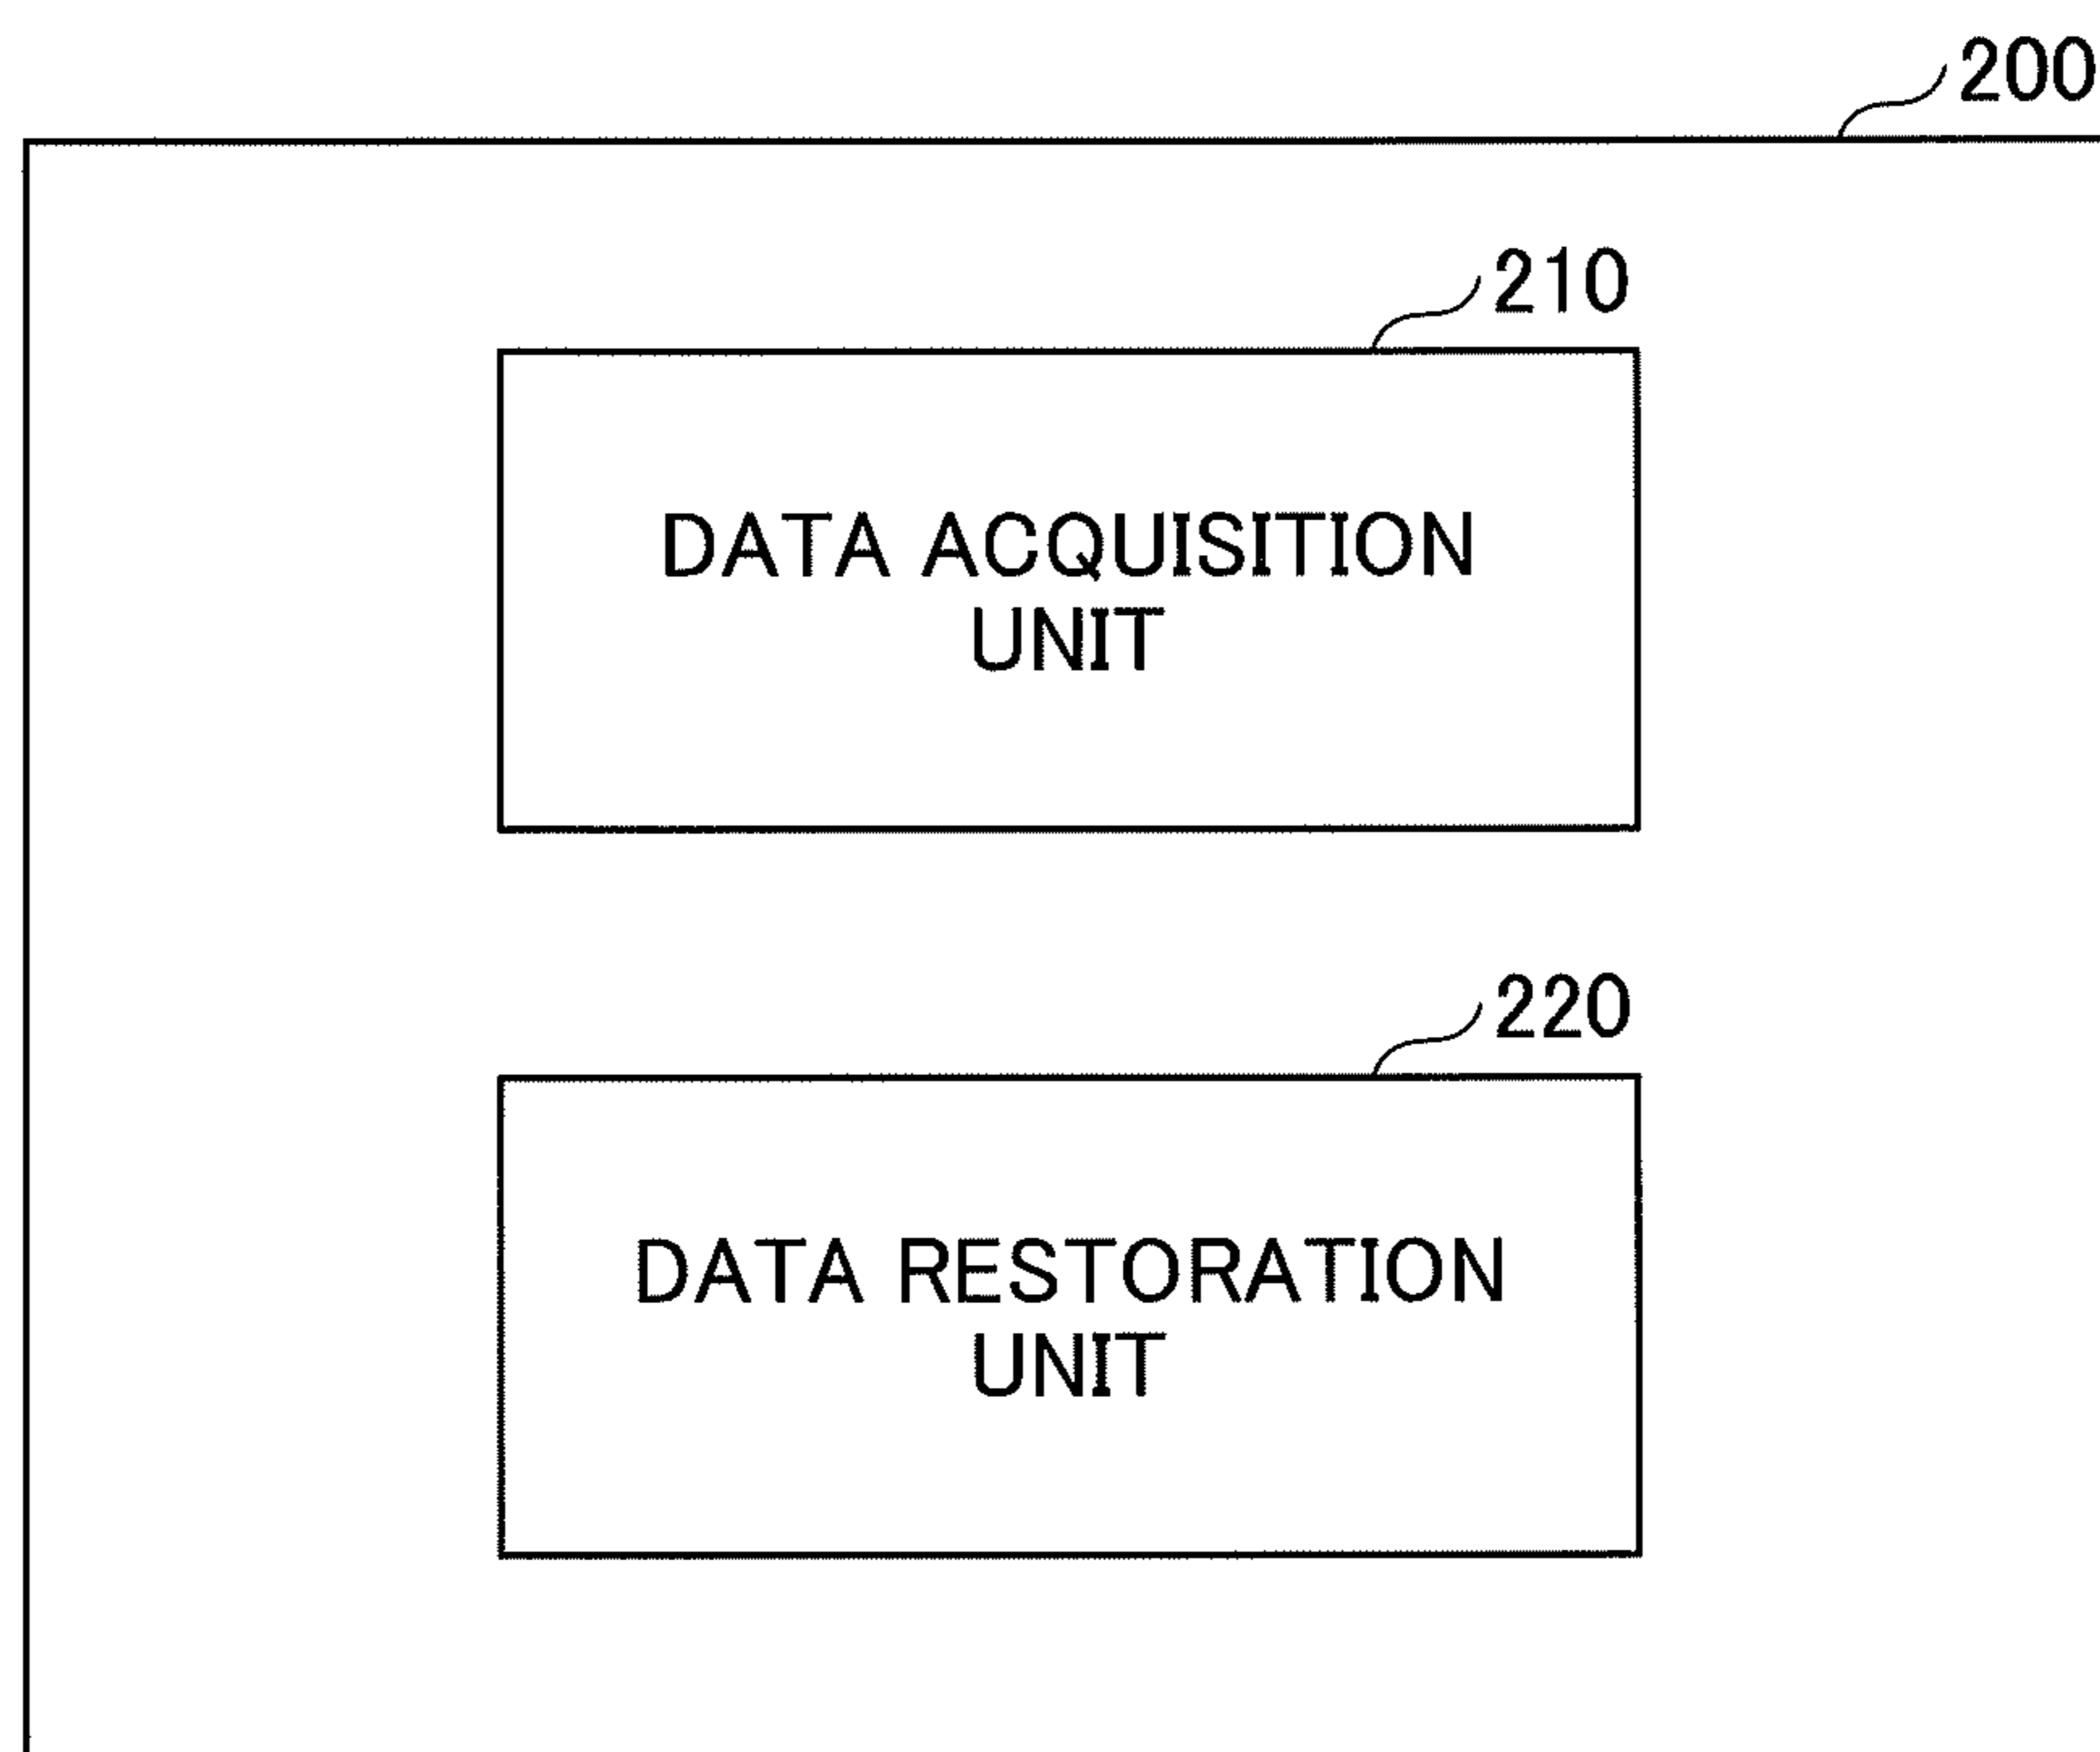 200
210
DATA ACQUISITION
UNIT
220
DATA RESTORATION
UNIT